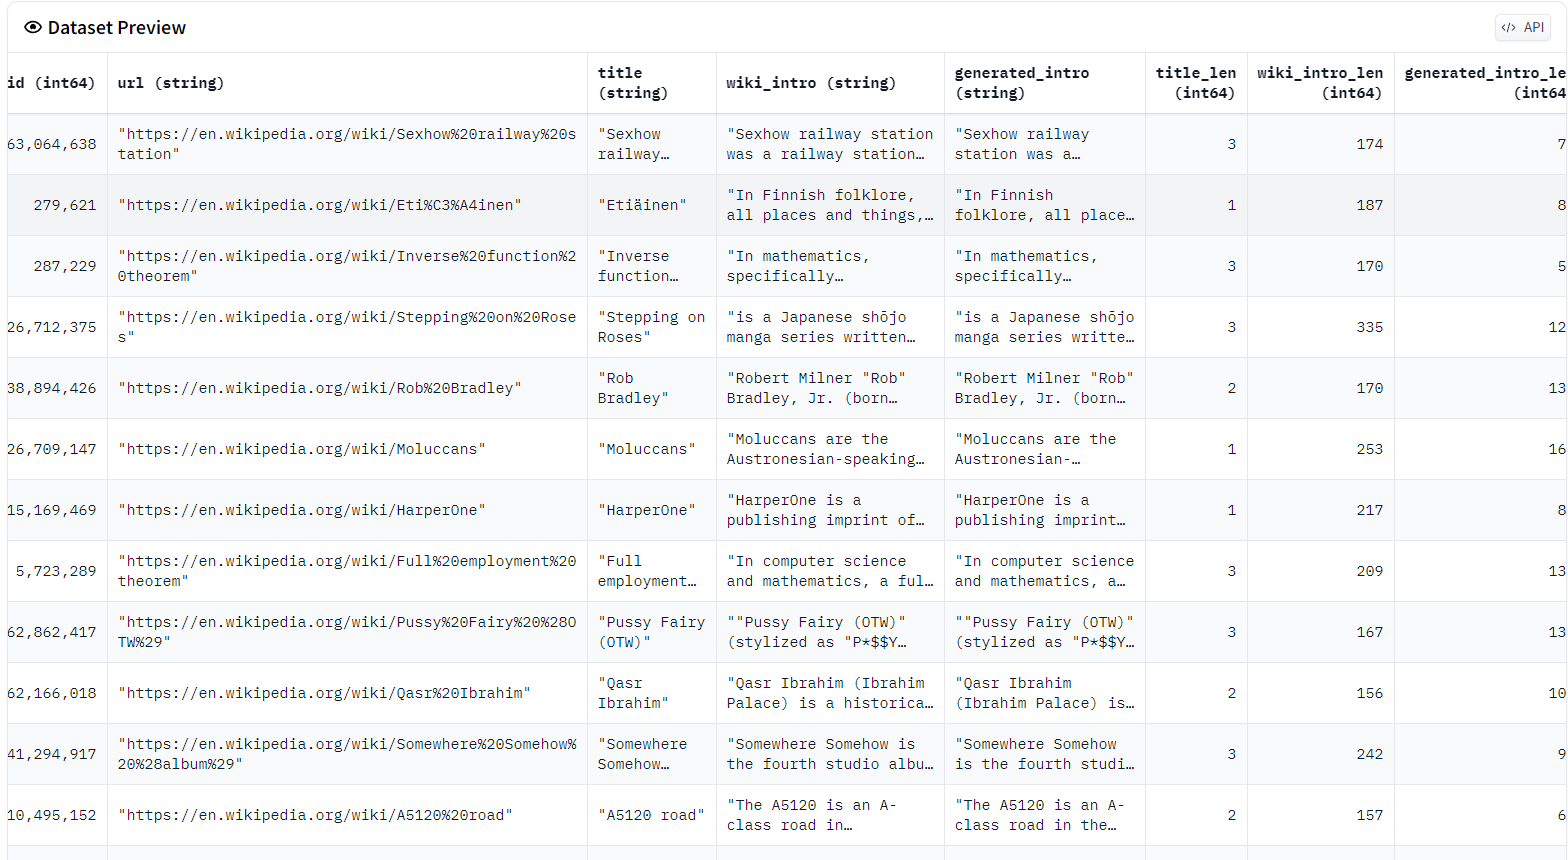 Dataset Preview
API
id (int64)
url (string)
title
(string)
wiki_intro (string)
generated_intro
(string)
title_len
(int64)
wiki_intro_len
(int64)
generated_intro_le
(int64
63,064,638
"https://en.wikipedia.org/wiki/Sexhow%20railway%20s
tation"
"Sexhow
railway…
"Sexhow railway station
was a railway station…
"Sexhow railway
station was a…
3
174
7
279,621
"https://en.wikipedia.org/wiki/Eti%C3%A4inen"
"Etiäinen"
"In Finnish folklore,
all places and things,…
"In Finnish
folklore, all place…
1
187
8
287,229
"https://en.wikipedia.org/wiki/Inverse%20function%2
0theorem"
"Inverse
function…
"In mathematics,
specifically…
"In mathematics,
specifically…
3
170
5
26,712,375
"https://en.wikipedia.org/wiki/Stepping%20on%20Rose
s"
"Stepping on
Roses"
"is a Japanese shōjo
manga series written…
"is a Japanese shōjo
manga series writte…
3
335
12
38,894,426
"https://en.wikipedia.org/wiki/Rob%20Bradley"
"Rob
Bradley"
"Robert Milner "Rob"
Bradley, Jr. (born…
"Robert Milner "Rob"
Bradley, Jr. (born…
2
170
13
26,709,147
"https://en.wikipedia.org/wiki/Moluccans"
"Moluccans"
"Moluccans are the
Austronesian-speaking…
"Moluccans are the
Austronesian-…
1
253
16
15,169,469
"https://en.wikipedia.org/wiki/HarperOne"
"HarperOne"
"HarperOne is a
publishing imprint of…
"HarperOne is a
publishing imprint…
1
217
8
5,723,289
"https://en.wikipedia.org/wiki/Full%20employment%20
theorem"
"Full
employment…
"In computer science
and mathematics, a ful…
"In computer science
and mathematics, a…
3
209
13
62,862,417
"https://en.wikipedia.org/wiki/Pussy%20Fairy%20%28O
TW%29"
"Pussy Fairy
(OTW)"
""Pussy Fairy (OTW)"
(stylized as "P*$$Y…
""Pussy Fairy (OTW)"
(stylized as "P*$$Y…
3
167
13
62,166,018
"https://en.wikipedia.org/wiki/Qasr%20Ibrahim"
"Qasr
Ibrahim"
"Qasr Ibrahim (Ibrahim
Palace) is a historica…
"Qasr Ibrahim
(Ibrahim Palace) is…
2
156
10
41,294,917
"https://en.wikipedia.org/wiki/Somewhere%20Somehow%
20%28album%29"
"Somewhere
Somehow…
"Somewhere Somehow is
the fourth studio albu…
"Somewhere Somehow
is the fourth studi…
3
242
9
10,495,152
"https://en.wikipedia.org/wiki/A5120%20road"
"A5120 road"
"The A5120 is an A-
class road in…
"The A5120 is an A-
class road in the…
2
157
6